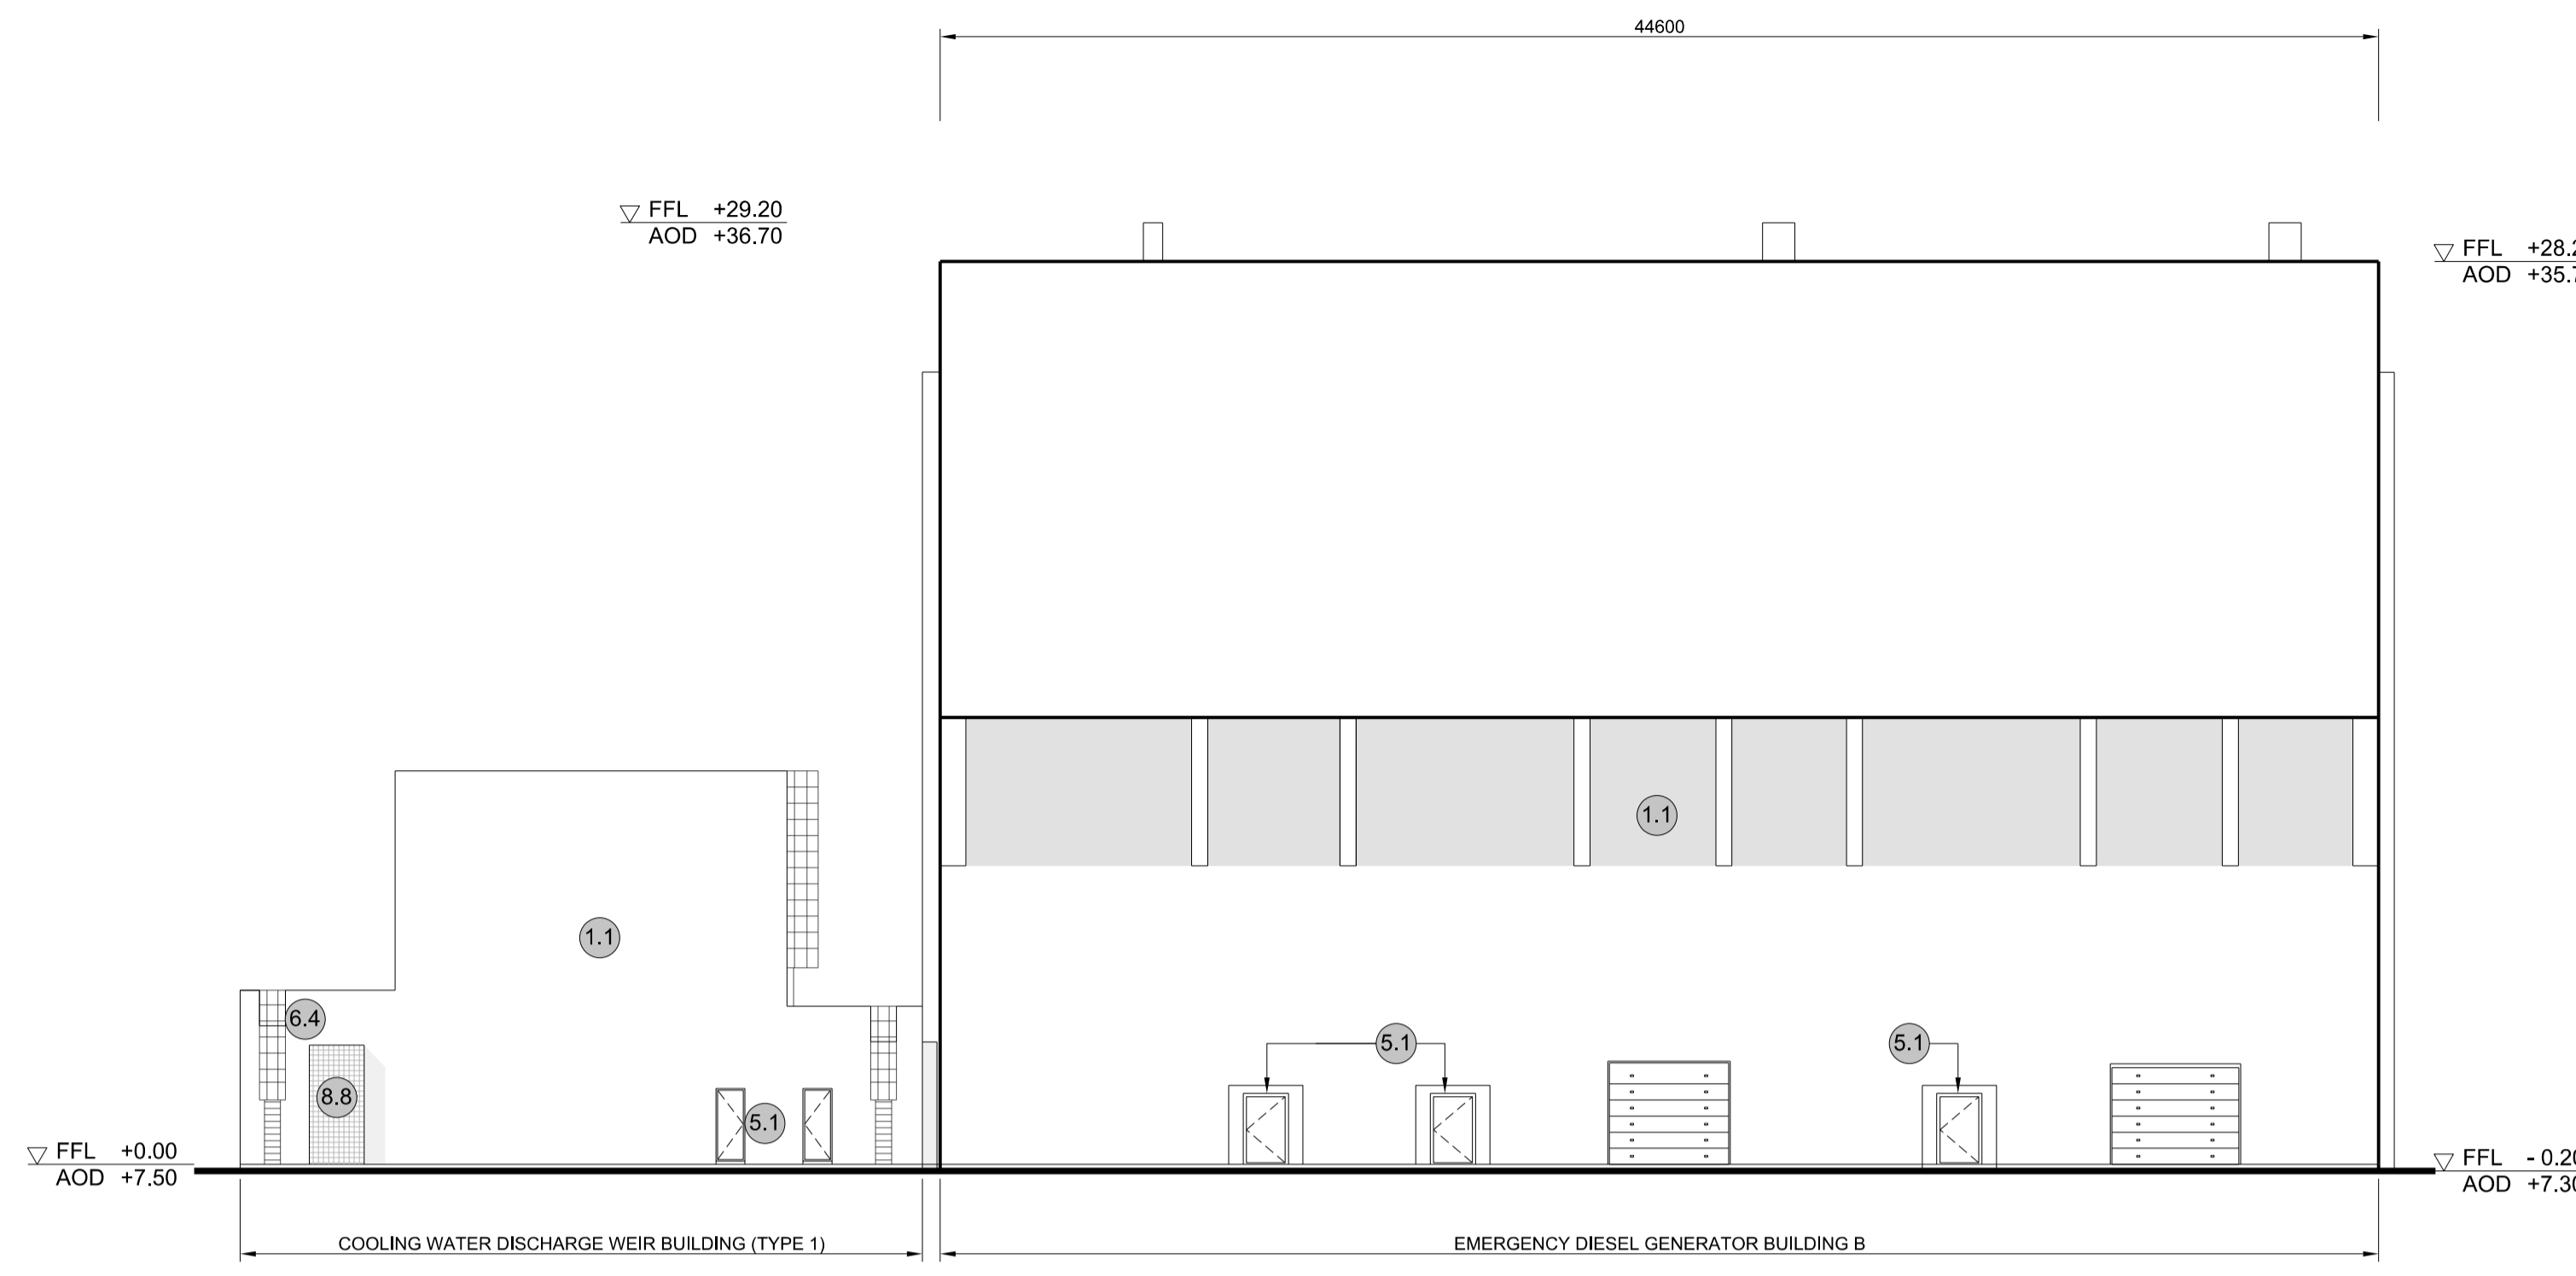 44600
FFL +29.20
AOD +36.70
FFL +28.2
AOD +35.7
1.1
1.1
6.4
5.1
5.1
8.8
5.1
FFL +0.00
AOD +7.50
FFL - 0.20
AOD +7.30
COOLING WATER DISCHARGE WEIR BUILDING (TYPE 1)
EMERGENCY DIESEL GENERATOR BUILDING B